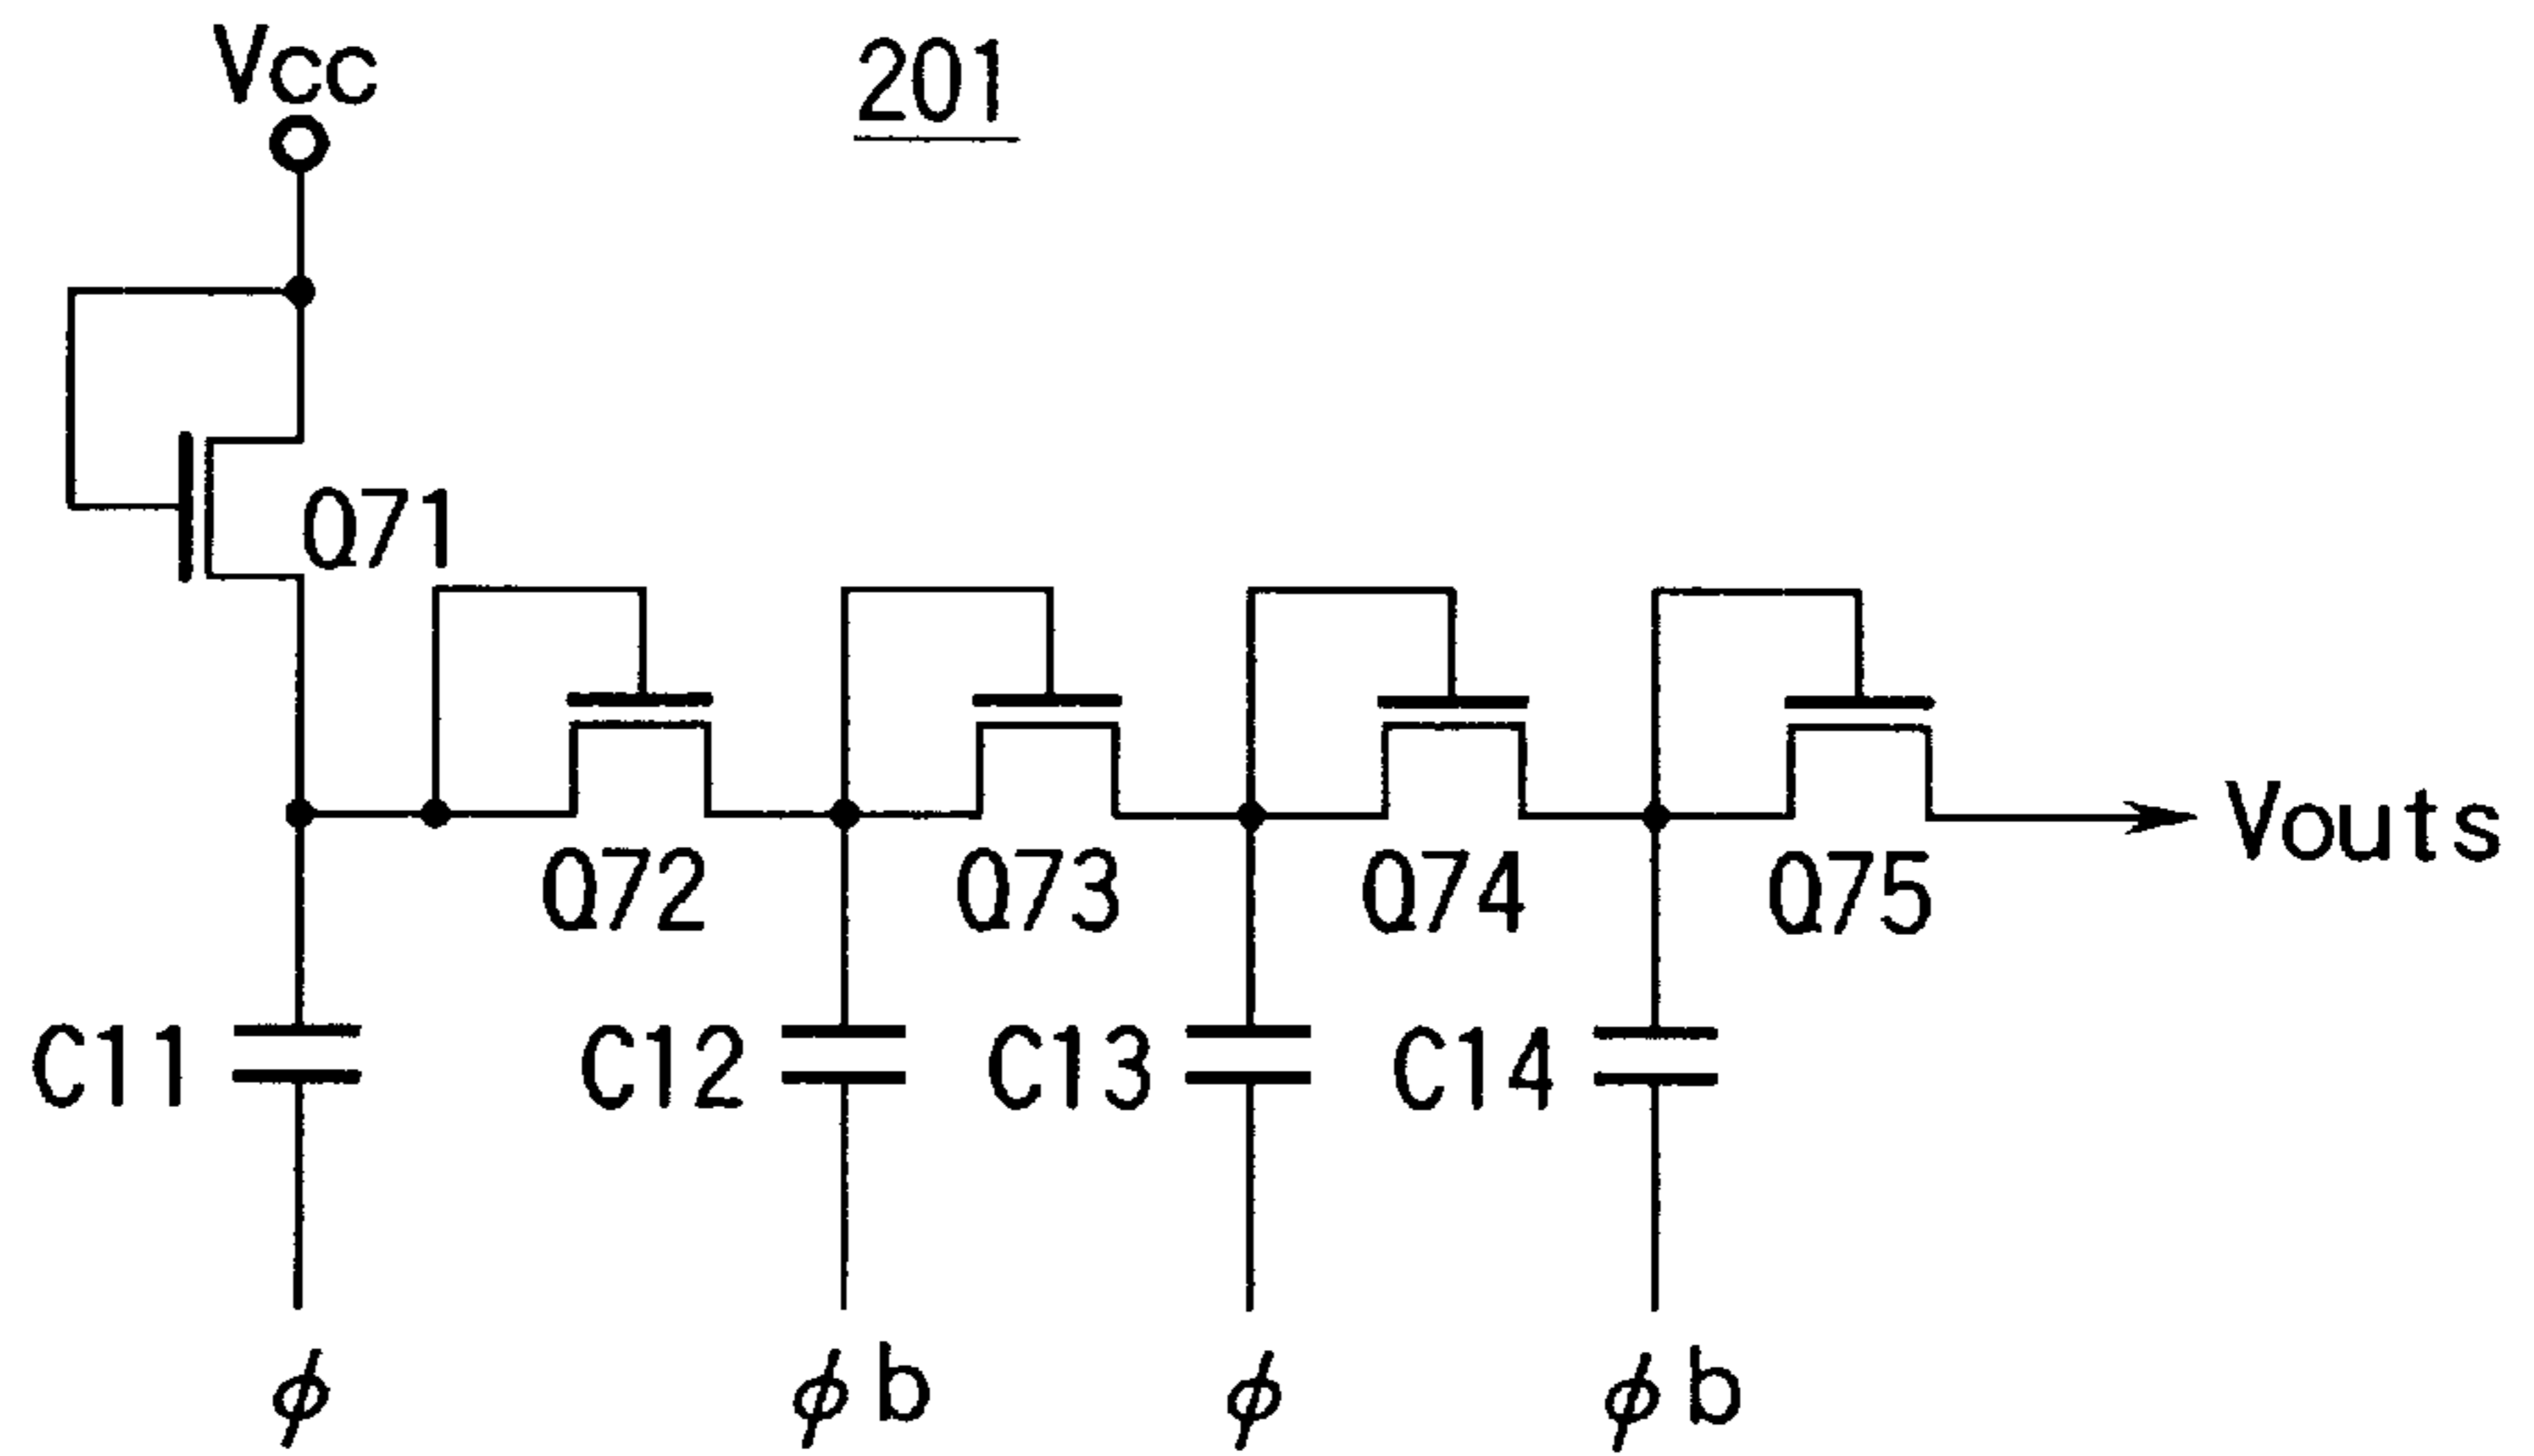 Vcc
201
Q71
Q72 Q73 Q74 Q75 Vouts
C11 C12 C13 C14
ϕ ϕb ϕ ϕb